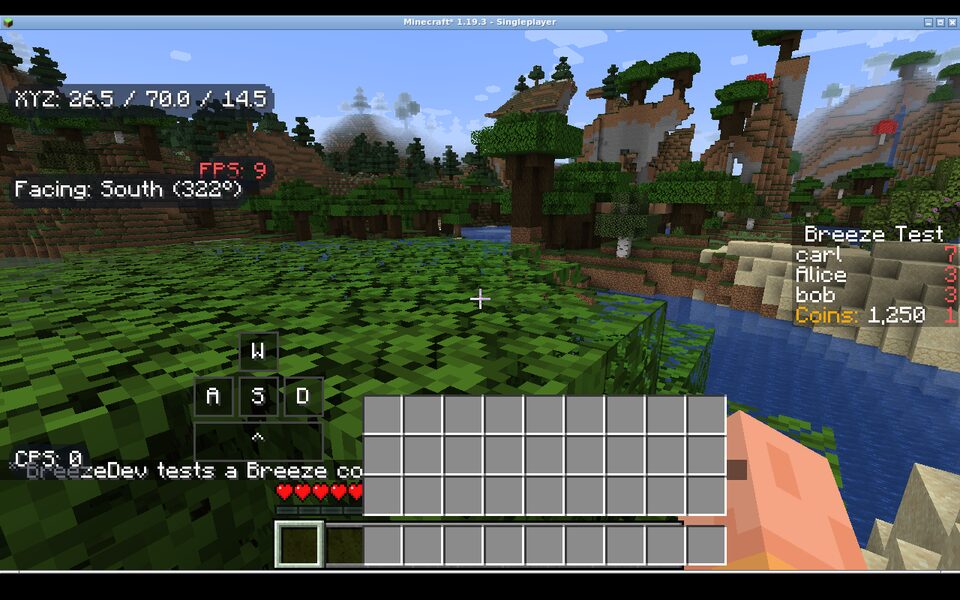 Minecraft* 1.19.3 - Singleplayer
XYZ: 26.5 / 70.0 / 14.5
FPS: 9
Facing: South (322°)
Breeze Test
carl 7
Alice 3
bob 3
Coins: 1,250 1
W
A S D
^
CPS: 0
* BreezeDev tests a Breeze co